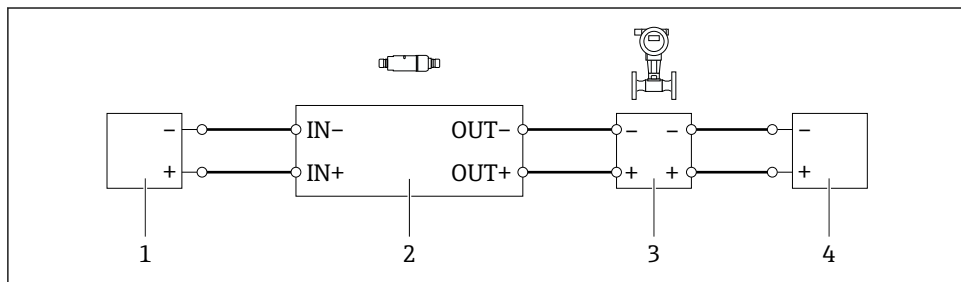 – IN– OUT– – – –
+ IN+ OUT+ + + +
1 2 3 4